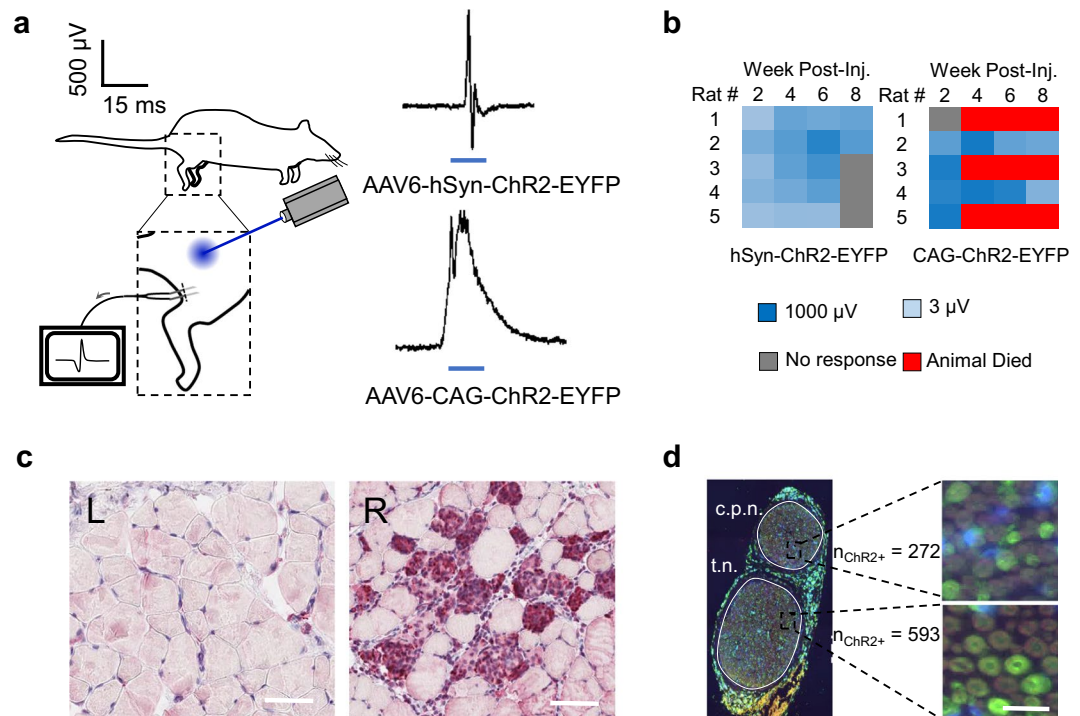 a
500 µV
15 ms
AAV6-hSyn-ChR2-EYFP
AAV6-CAG-ChR2-EYFP
b
Week Post-Inj.
Week Post-Inj.
Rat #
2 4 6 8
Rat #
2 4 6 8
1
2
3
4
5
1
2
3
4
5
hSyn-ChR2-EYFP
CAG-ChR2-EYFP
1000 µV
3 µV
No response
Animal Died
c
L
R
d
c.p.n.
t.n.
nChR2+ = 272
nChR2+ = 593